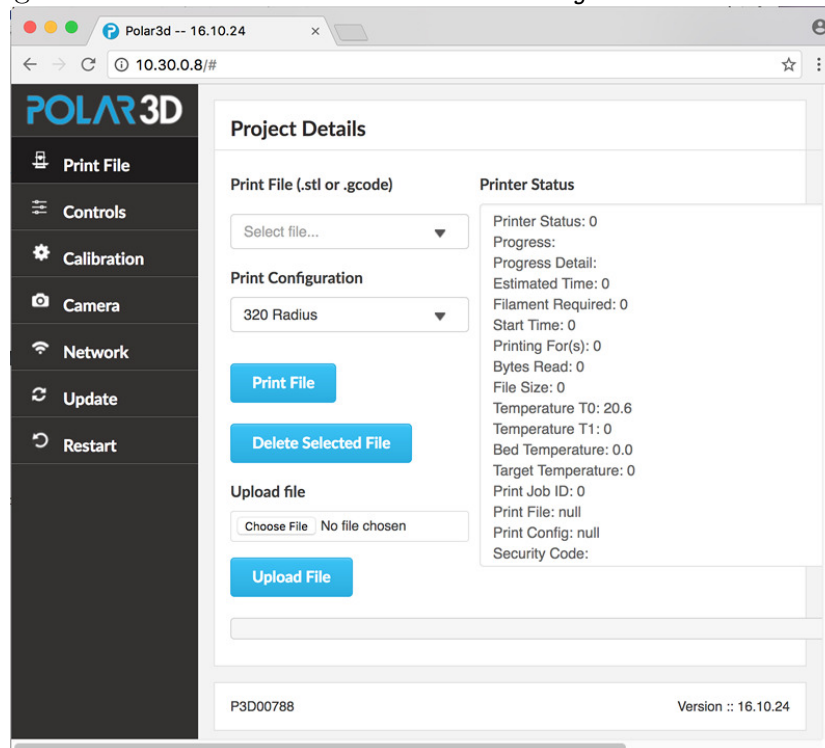 Polar3d -- 16.10.24
10.30.0.8/#
POLAR3D
Print File
Controls
Calibration
Camera
Network
Update
Restart
Project Details
Print File (.stl or .gcode)
Select file...
Print Configuration
320 Radius
Print File
Delete Selected File
Upload file
Choose File No file chosen
Upload File
Printer Status
Printer Status: 0
Progress:
Progress Detail:
Estimated Time: 0
Filament Required: 0
Start Time: 0
Printing For(s): 0
Bytes Read: 0
File Size: 0
Temperature T0: 20.6
Temperature T1: 0
Bed Temperature: 0.0
Target Temperature: 0
Print Job ID: 0
Print File: null
Print Config: null
Security Code:
P3D00788
Version :: 16.10.24